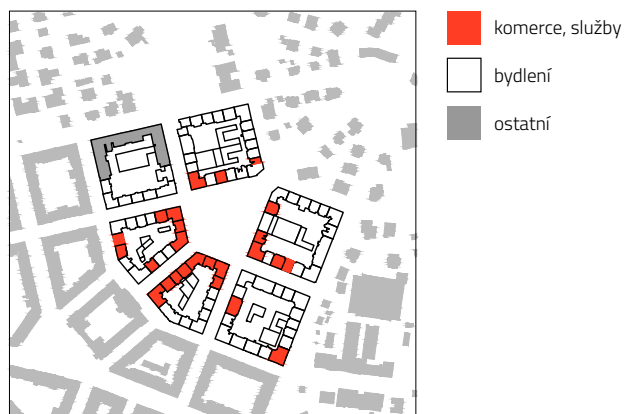 komerce, služby
bydlení
ostatní